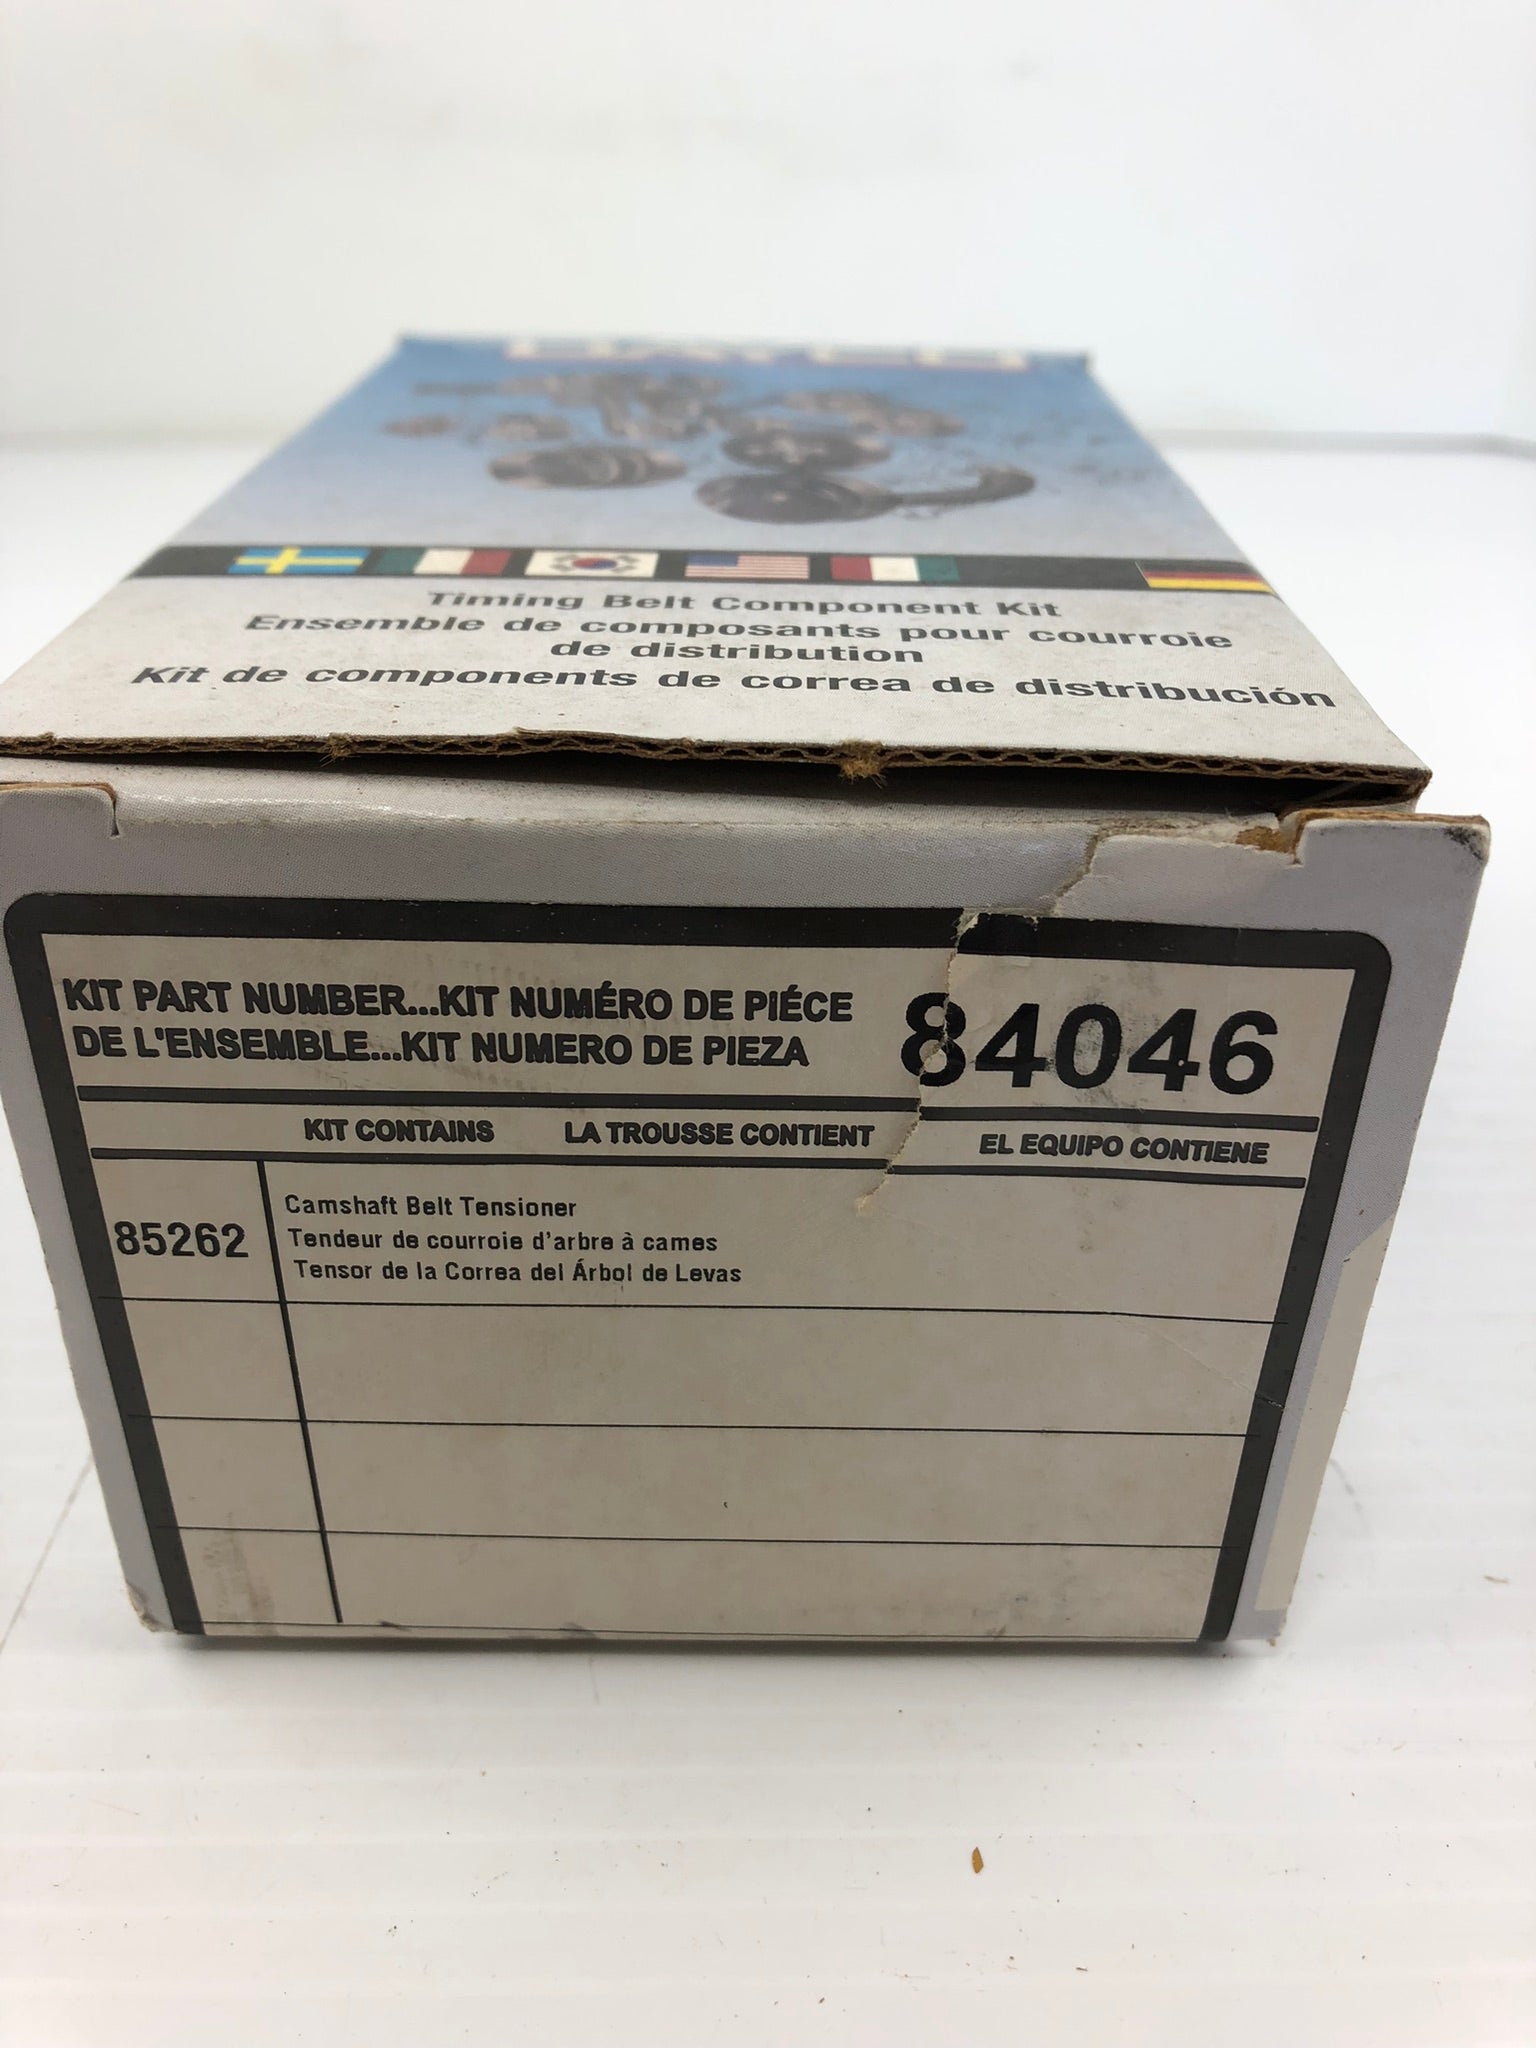 Timing Belt Component Kit
Ensemble de composants pour courroie
de distribution
Kit de components de correa de distribución
KIT PART NUMBER...KIT NUMÉRO DE PIÉCE
DE L'ENSEMBLE...KIT NUMERO DE PIEZA
84046
KIT CONTAINS LA TROUSSE CONTIENT EL EQUIPO CONTIENE
85262
Camshaft Belt Tensioner
Tendeur de courroie d'arbre à cames
Tensor de la Correa del Árbol de Levas